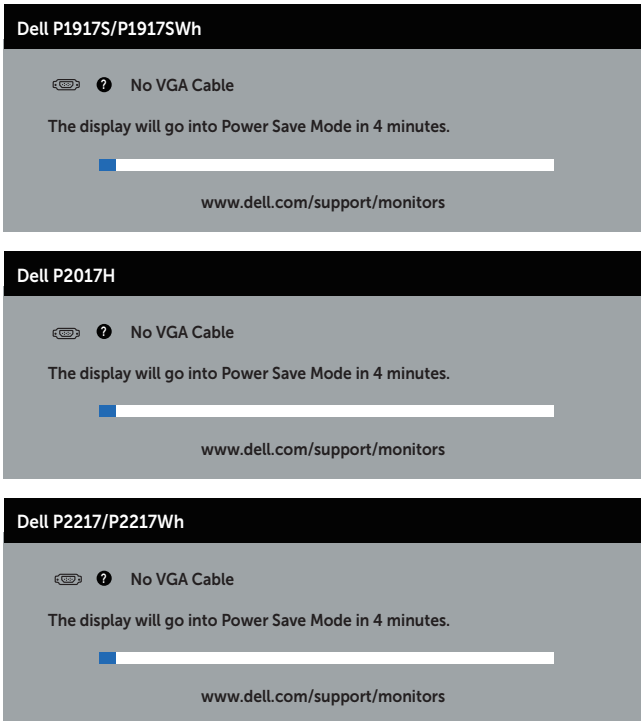 Dell P1917S/P1917SWh
? No VGA Cable
The display will go into Power Save Mode in 4 minutes.
www.dell.com/support/monitors
Dell P2017H
? No VGA Cable
The display will go into Power Save Mode in 4 minutes.
www.dell.com/support/monitors
Dell P2217/P2217Wh
? No VGA Cable
The display will go into Power Save Mode in 4 minutes.
www.dell.com/support/monitors